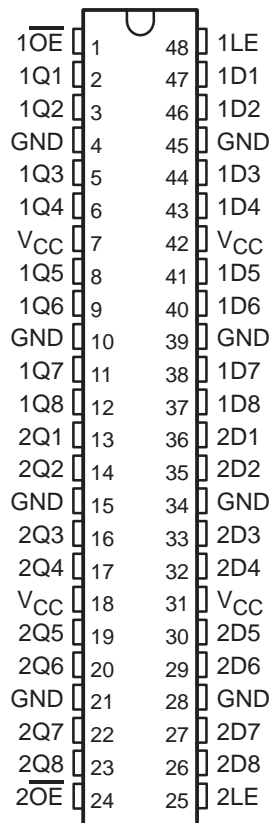 1O̅E̅ 1 48 1LE
1Q1 2 47 1D1
1Q2 3 46 1D2
GND 4 45 GND
1Q3 5 44 1D3
1Q4 6 43 1D4
VCC 7 42 VCC
1Q5 8 41 1D5
1Q6 9 40 1D6
GND 10 39 GND
1Q7 11 38 1D7
1Q8 12 37 1D8
2Q1 13 36 2D1
2Q2 14 35 2D2
GND 15 34 GND
2Q3 16 33 2D3
2Q4 17 32 2D4
VCC 18 31 VCC
2Q5 19 30 2D5
2Q6 20 29 2D6
GND 21 28 GND
2Q7 22 27 2D7
2Q8 23 26 2D8
2O̅E̅ 24 25 2LE